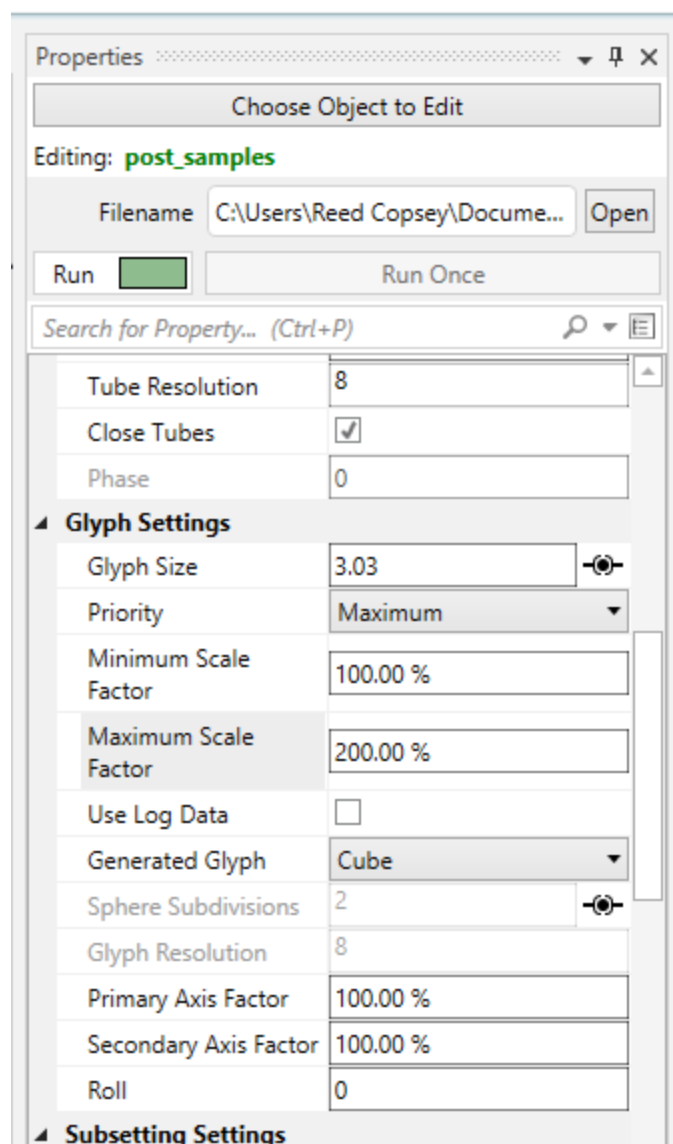 Properties
Choose Object to Edit
Editing: post_samples
Filename C:\Users\Reed Copsey\Docume... Open
Run Run Once
Search for Property... (Ctrl+P)
Tube Resolution 8
Close Tubes
Phase 0
Glyph Settings
Glyph Size 3.03
Priority Maximum
Minimum Scale
Factor 100.00 %
Maximum Scale
Factor 200.00 %
Use Log Data
Generated Glyph Cube
Sphere Subdivisions 2
Glyph Resolution 8
Primary Axis Factor 100.00 %
Secondary Axis Factor 100.00 %
Roll 0
Subsetting Settings